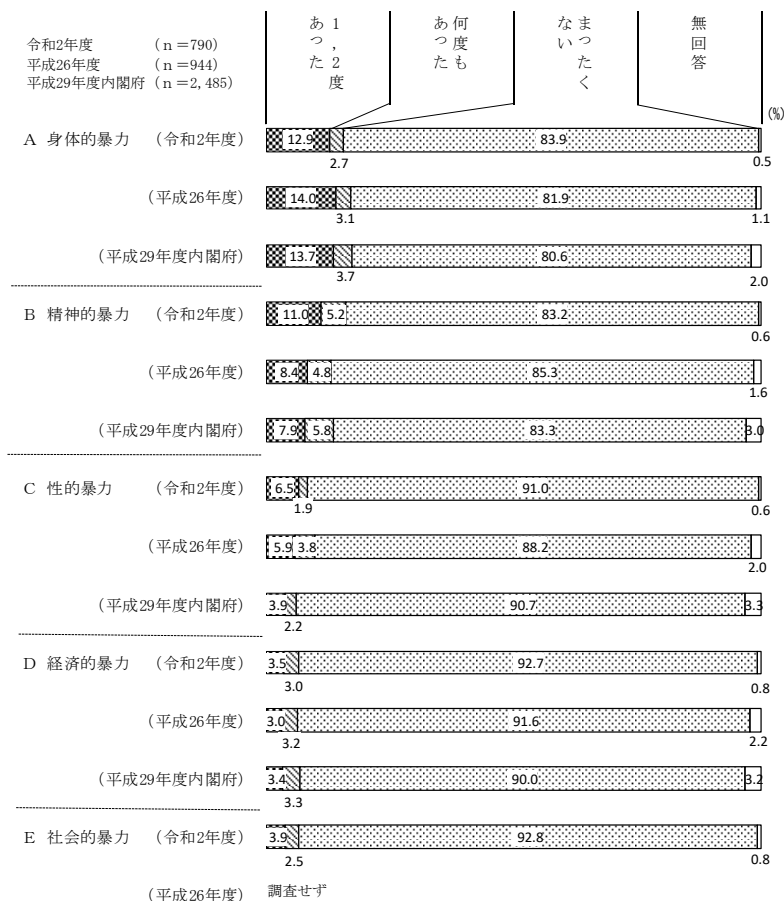 令和2年度 (n=790)
平成26年度 (n=944)
平成29年度内閣府 (n=2,485)
1,2度あった
何度もあった
まったくない
無回答
(%)
A 身体的暴力 (令和2年度) 12.9 2.7 83.9 0.5
(平成26年度) 14.0 3.1 81.9 1.1
(平成29年度内閣府) 13.7 3.7 80.6 2.0
B 精神的暴力 (令和2年度) 11.0 5.2 83.2 0.6
(平成26年度) 8.4 4.8 85.3 1.6
(平成29年度内閣府) 7.9 5.8 83.3 3.0
C 性的暴力 (令和2年度) 6.5 1.9 91.0 0.6
(平成26年度) 5.9 3.8 88.2 2.0
(平成29年度内閣府) 3.9 2.2 90.7 3.3
D 経済的暴力 (令和2年度) 3.5 3.0 92.7 0.8
(平成26年度) 3.0 3.2 91.6 2.2
(平成29年度内閣府) 3.4 3.3 90.0 3.2
E 社会的暴力 (令和2年度) 3.9 2.5 92.8 0.8
(平成26年度) 調査せず